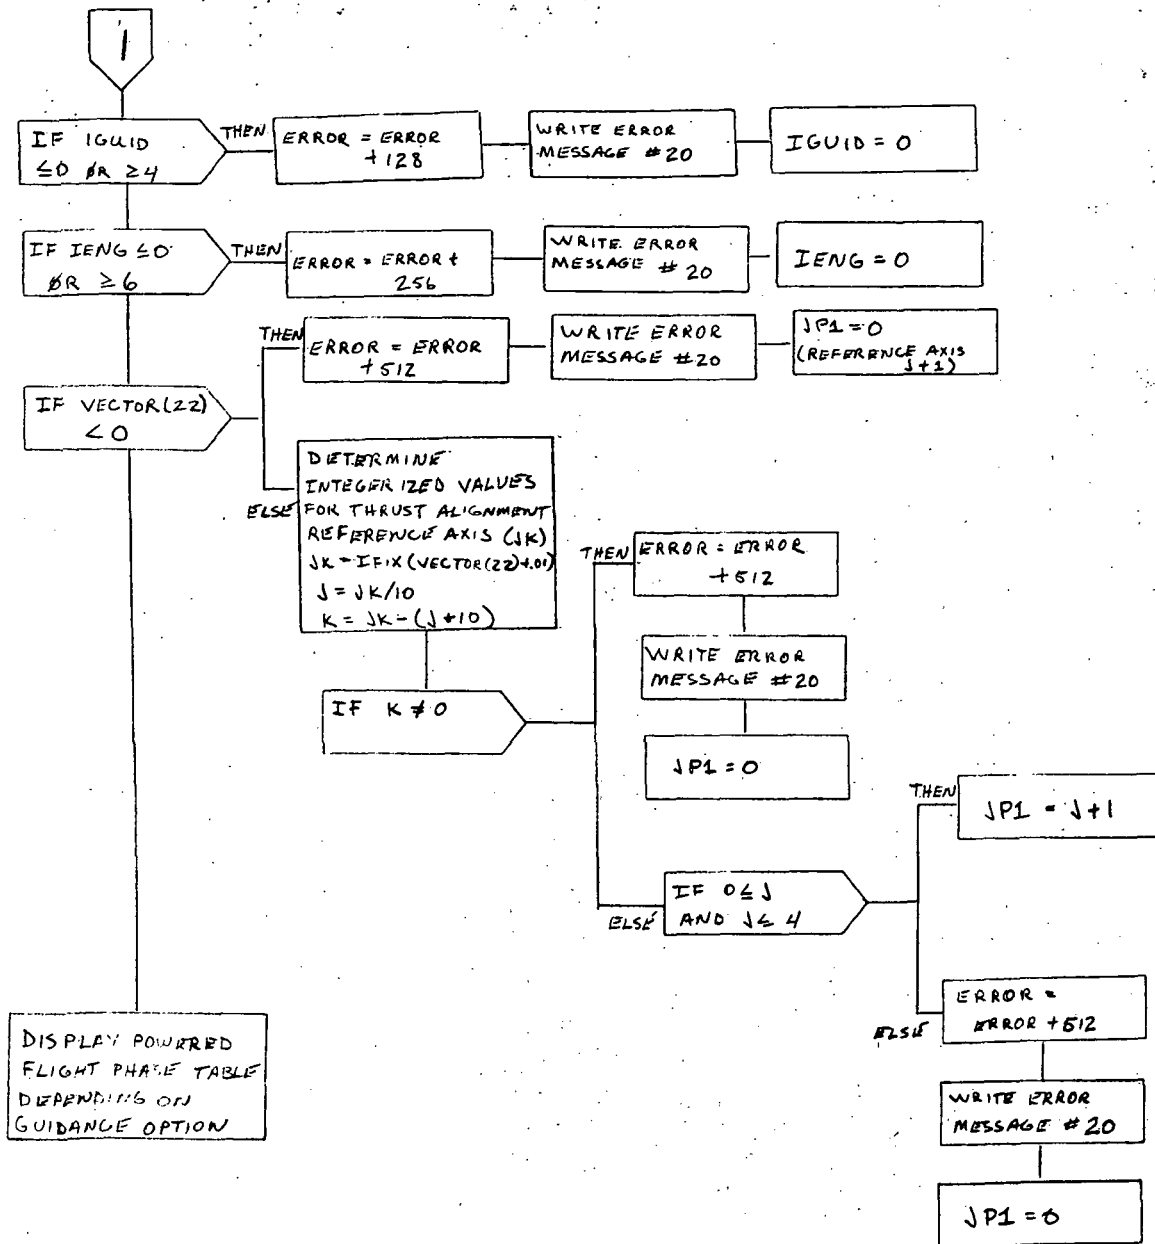 1
IF IGUID
≤0 ØR ≥4
THEN
ERROR = ERROR
+128
WRITE ERROR
MESSAGE #20
IGUID = 0
IF IENG ≤0
ØR ≥6
THEN
ERROR = ERROR +
256
WRITE ERROR
MESSAGE #20
IENG = 0
IF VECTOR(22)
<0
THEN
ERROR = ERROR
+512
WRITE ERROR
MESSAGE #20
JP1=0
(REFERENCE AXIS
J+1)
ELSE
DETERMINE
INTEGERIZED VALUES
FOR THRUST ALIGNMENT
REFERENCE AXIS (JK)
JK = IFIX(VECTOR(22)+.01)
J = JK/10
K = JK-(J*10)
IF K ≠ 0
THEN
ERROR = ERROR
+512
WRITE ERROR
MESSAGE #20
JP1=0
ELSE
IF 0≤J
AND J≤ 4
THEN
JP1 = J+1
ELSE
ERROR =
ERROR +512
WRITE ERROR
MESSAGE #20
JP1=0
DISPLAY POWERED
FLIGHT PHASE TABLE
DEPENDING ON
GUIDANCE OPTION